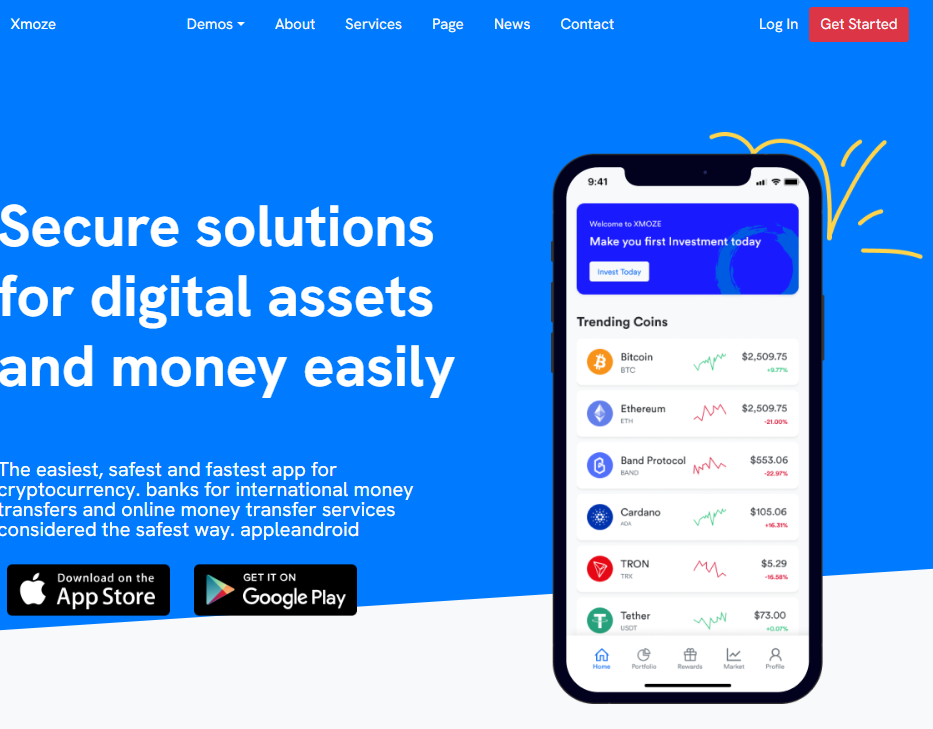 Xmoze Demos About Services Page News Contact Log In Get Started
Secure solutions
for digital assets
and money easily
The easiest, safest and fastest app for
cryptocurrency. banks for international money
transfers and online money transfer services
considered the safest way. appleandroid
Download on the
App Store
GET IT ON
Google Play
9:41
Welcome to XMOZE
Make you first Investment today
Invest Today
Trending Coins
Bitcoin $2,509.75
BTC +9.77%
Ethereum $2,509.75
ETH -21.00%
Band Protocol $553.06
BAND -22.97%
Cardano $105.06
ADA +16.31%
TRON $5.29
TRX -16.58%
Tether $73.00
USDT +0.07%
Home Portfolio Rewards Market Profile